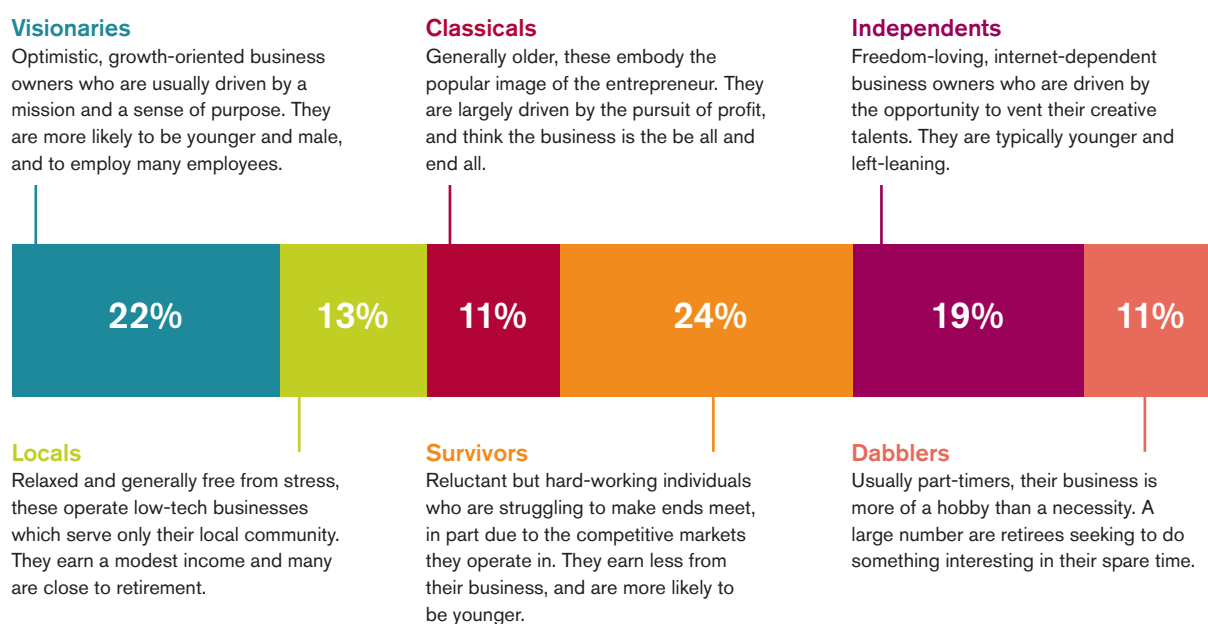 Visionaries
Optimistic, growth-oriented business
owners who are usually driven by a
mission and a sense of purpose. They
are more likely to be younger and male,
and to employ many employees.
Classicals
Generally older, these embody the
popular image of the entrepreneur. They
are largely driven by the pursuit of profit,
and think the business is the be all and
end all.
Independents
Freedom-loving, internet-dependent
business owners who are driven by
the opportunity to vent their creative
talents. They are typically younger and
left-leaning.
22%
13%
11%
24%
19%
11%
Locals
Relaxed and generally free from stress,
these operate low-tech businesses
which serve only their local community.
They earn a modest income and many
are close to retirement.
Survivors
Reluctant but hard-working individuals
who are struggling to make ends meet,
in part due to the competitive markets
they operate in. They earn less from
their business, and are more likely to
be younger.
Dabblers
Usually part-timers, their business is
more of a hobby than a necessity. A
large number are retirees seeking to do
something interesting in their spare time.